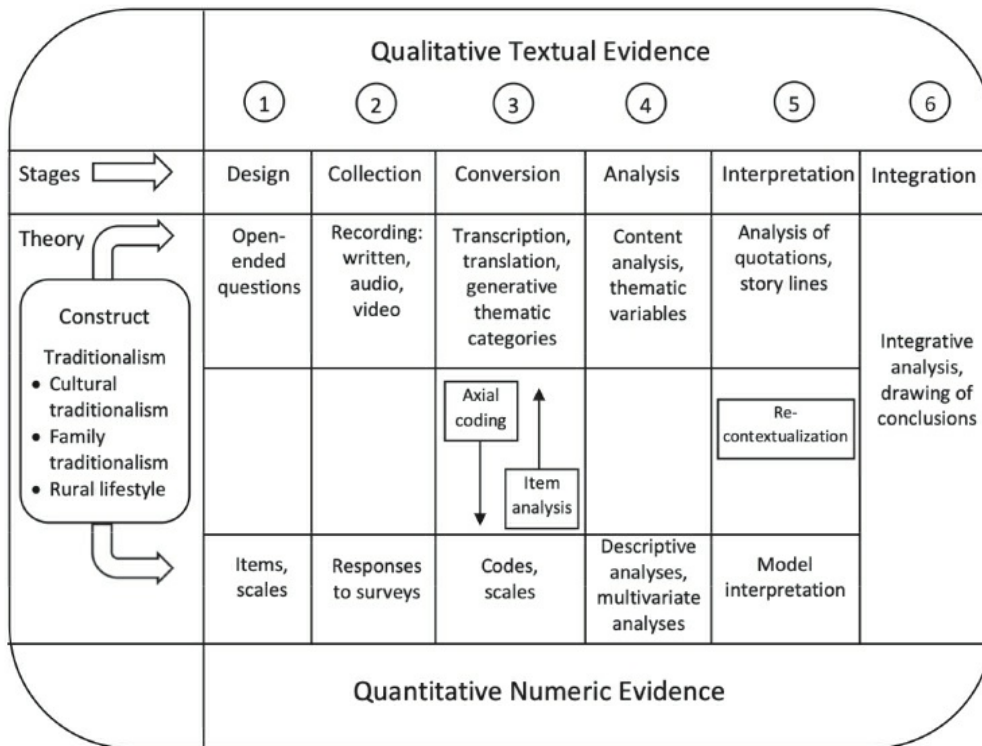 Qualitative Textual Evidence
1
2
3
4
5
6
Stages
Design
Collection
Conversion
Analysis
Interpretation
Integration
Theory
Construct
Traditionalism
• Cultural
traditionalism
• Family
traditionalism
• Rural lifestyle
Open-
ended
questions
Recording:
written,
audio,
video
Transcription,
translation,
generative
thematic
categories
Content
analysis,
thematic
variables
Analysis of
quotations,
story lines
Integrative
analysis,
drawing of
conclusions
Axial
coding
Item
analysis
Re-
contextualization
Items,
scales
Responses
to surveys
Codes,
scales
Descriptive
analyses,
multivariate
analyses
Model
interpretation
Quantitative Numeric Evidence